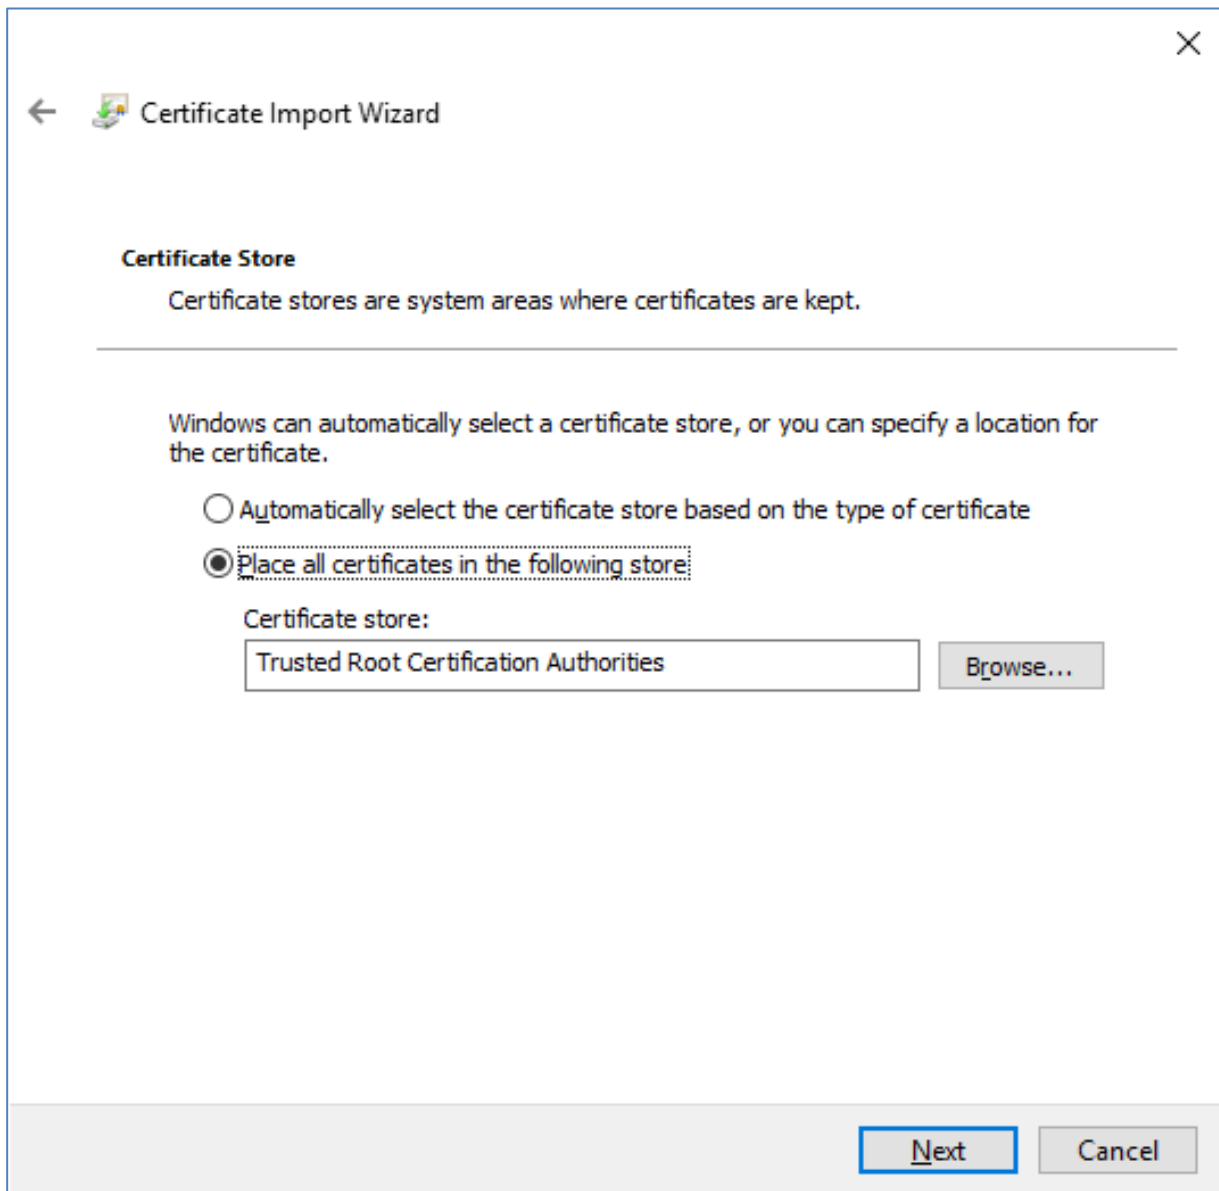 Certificate Import Wizard
Certificate Store
Certificate stores are system areas where certificates are kept.
Windows can automatically select a certificate store, or you can specify a location for
the certificate.
Automatically select the certificate store based on the type of certificate
Place all certificates in the following store
Certificate store:
Trusted Root Certification Authorities
Browse...
Next
Cancel